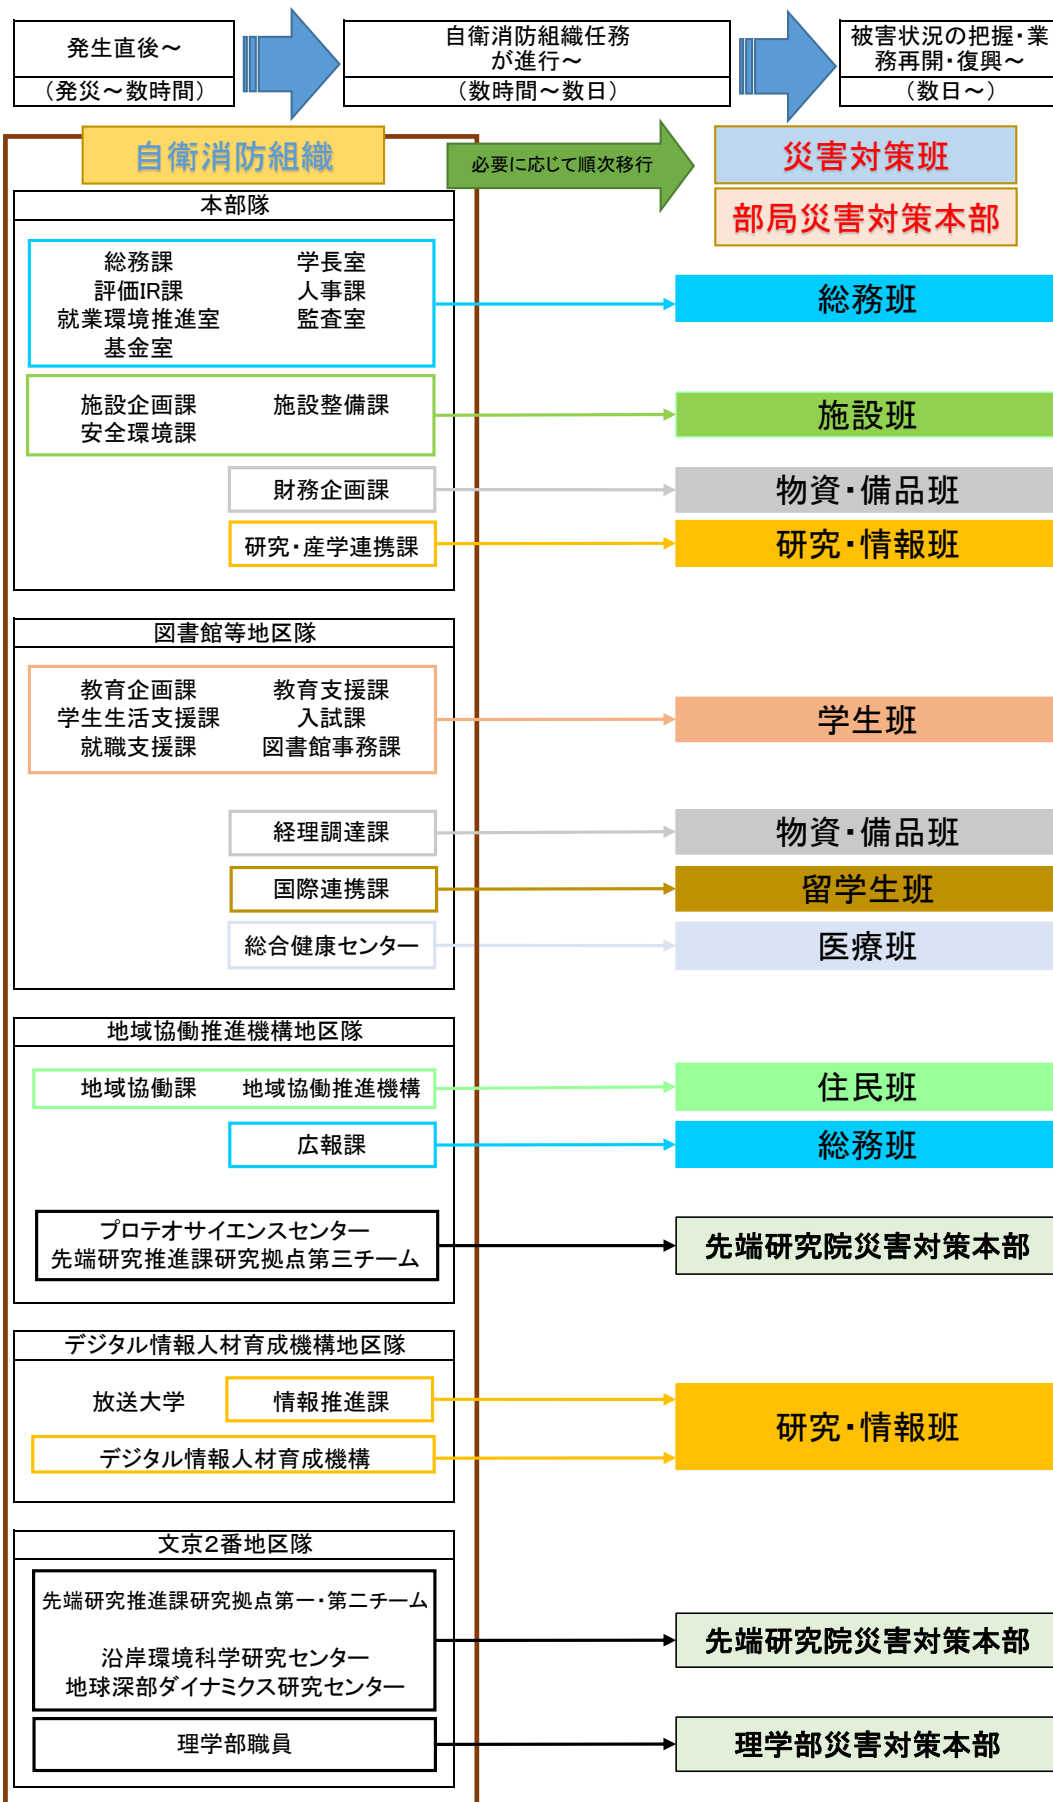 発生直後~
(発災~数時間)
自衛消防組織任務
が進行~
(数時間~数日)
被害状況の把握・業
務再開・復興~
(数日~)
自衛消防組織
必要に応じて順次移行
災害対策班
部局災害対策本部
本部隊
総務課 学長室
評価IR課 人事課
就業環境推進室 監査室
基金室
総務班
施設企画課 施設整備課
安全環境課
施設班
財務企画課
物資・備品班
研究・産学連携課
研究・情報班
図書館等地区隊
教育企画課 教育支援課
学生生活支援課 入試課
就職支援課 図書館事務課
学生班
経理調達課
物資・備品班
国際連携課
留学生班
総合健康センター
医療班
地域協働推進機構地区隊
地域協働課 地域協働推進機構
住民班
広報課
総務班
プロテオサイエンスセンター
先端研究推進課研究拠点第三チーム
先端研究院災害対策本部
デジタル情報人材育成機構地区隊
放送大学 情報推進課
デジタル情報人材育成機構
研究・情報班
文京2番地区隊
先端研究推進課研究拠点第一・第二チーム
沿岸環境科学研究センター
地球深部ダイナミクス研究センター
先端研究院災害対策本部
理学部職員
理学部災害対策本部